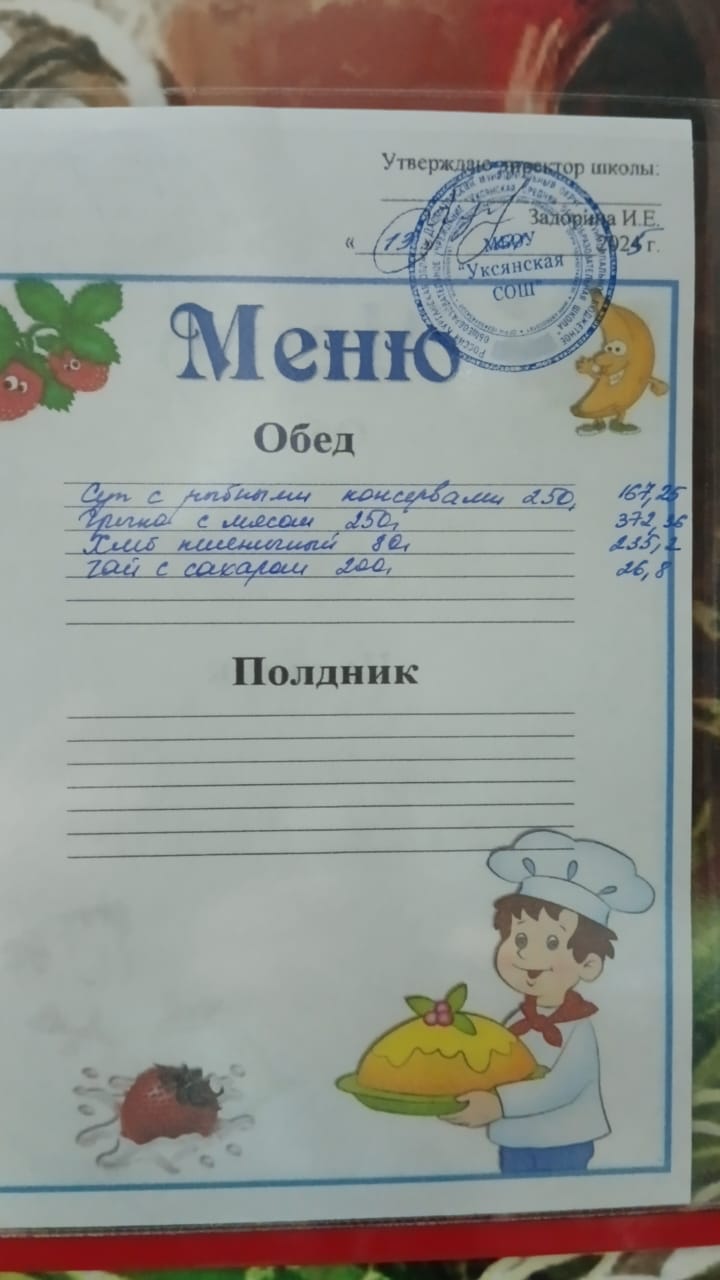 Утверждаю директор школы:
Задорина И.Е.
« 19 2025 г.
МБОУ
"Уксянская
СОШ"
Меню
Обед
Суп с рыбными консервами 250, 167,25
Гречка с мясом 250, 372,36
Хлеб пшеничный 80, 235,2
Чай с сахаром 200, 26,8
Полдник